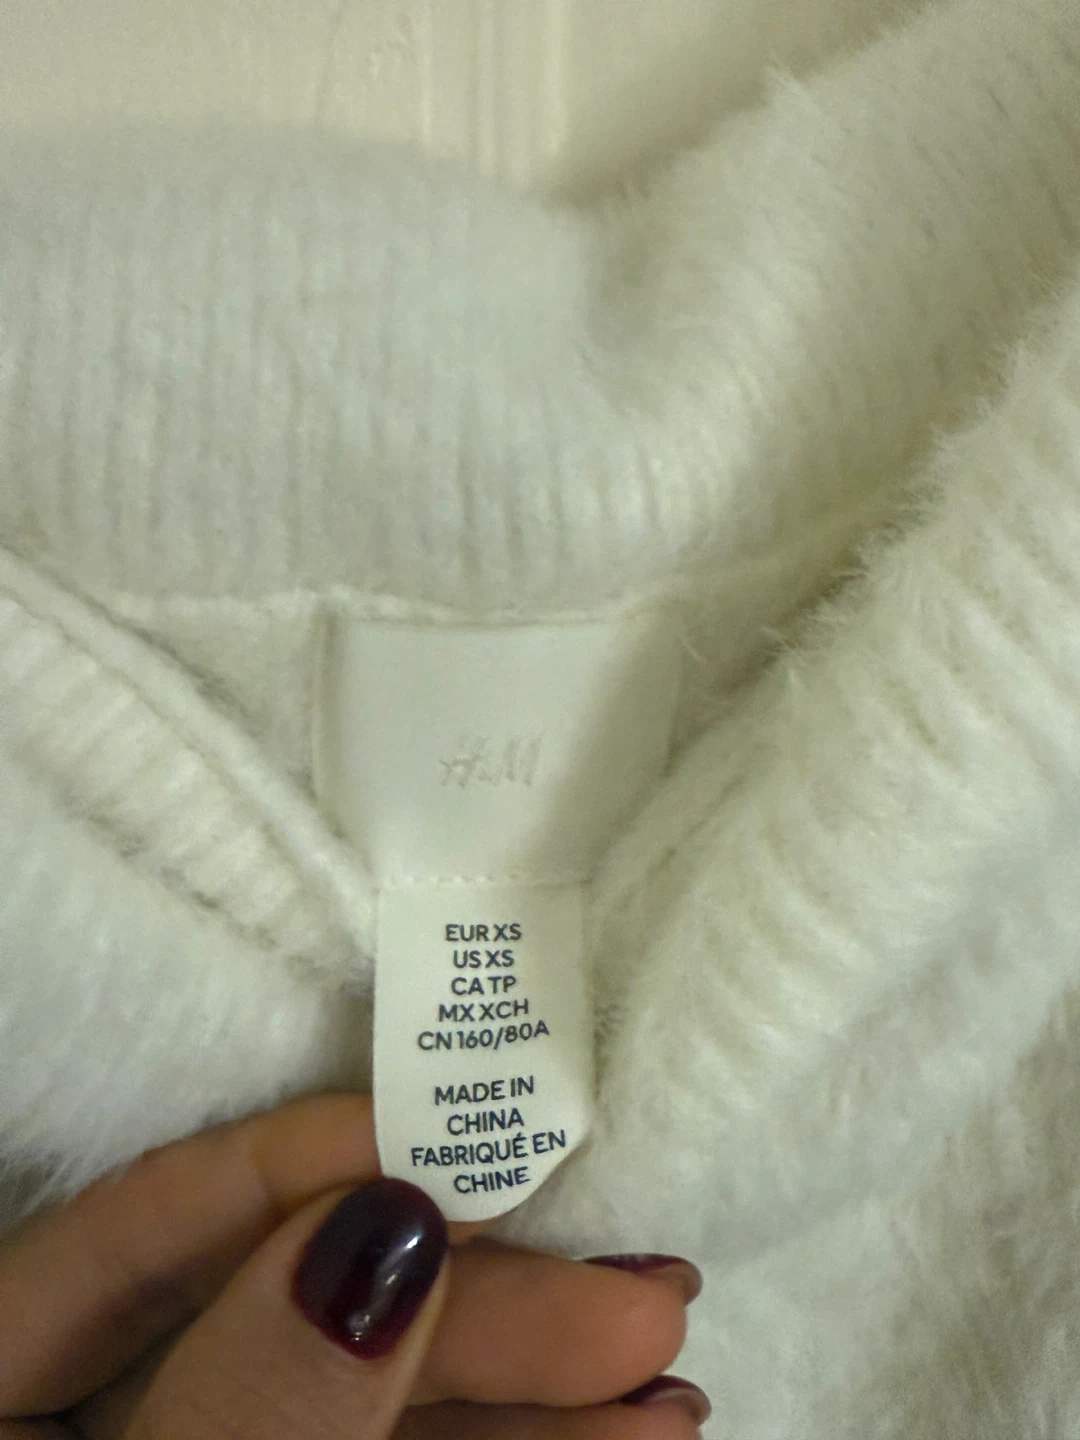 H&M
EUR XS
US XS
CA TP
MX XCH
CN 160/80A
MADE IN
CHINA
FABRIQUÉ EN
CHINE